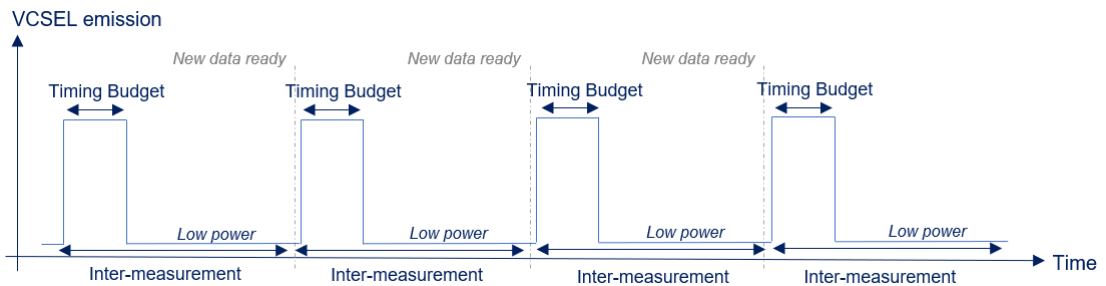 VCSEL emission
New data ready New data ready New data ready
Timing Budget Timing Budget Timing Budget Timing Budget
Low power Low power Low power Low power
Inter-measurement Inter-measurement Inter-measurement Inter-measurement
Time